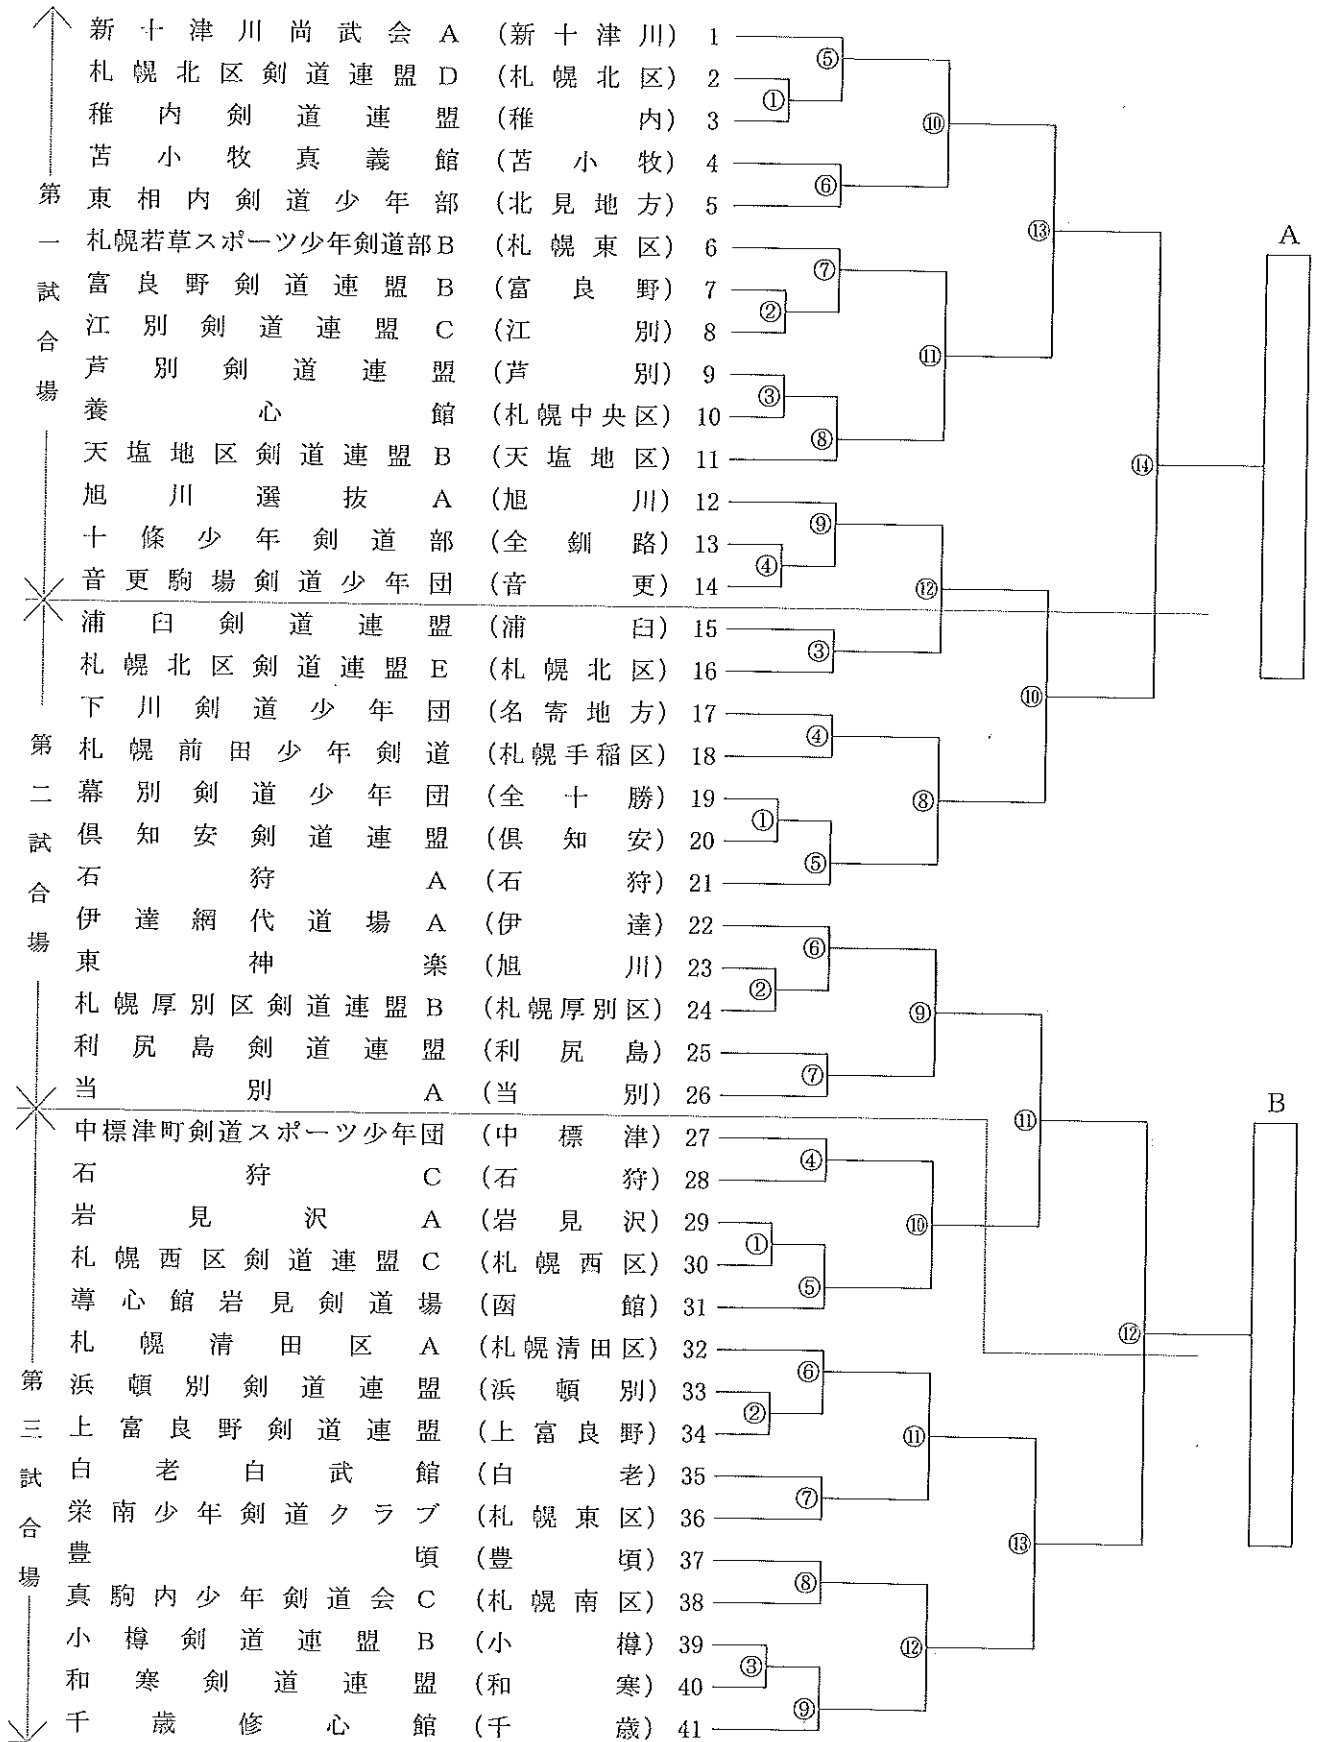 新十津川尚武会A (新十津川) 1
札幌北区剣道連盟D (札幌北区) 2
稚内剣道連盟 (稚内) 3
苫小牧真義館 (苫小牧) 4
東相内剣道少年部 (北見地方) 5
札幌若草スポーツ少年剣道部B (札幌東区) 6
富良野剣道連盟B (富良野) 7
江別剣道連盟C (江別) 8
芦別剣道連盟 (芦別) 9
養心館 (札幌中央区) 10
天塩地区剣道連盟B (天塩地区) 11
旭川選抜A (旭川) 12
十條少年剣道部 (全釧路) 13
音更駒場剣道少年団 (音更) 14
第一試合場
浦臼剣道連盟 (浦臼) 15
札幌北区剣道連盟E (札幌北区) 16
下川剣道少年団 (名寄地方) 17
札幌前田少年剣道 (札幌手稲区) 18
幕別剣道少年団 (全十勝) 19
倶知安剣道連盟 (倶知安) 20
石狩A (石狩) 21
伊達網代道場A (伊達) 22
東神楽 (旭川) 23
札幌厚別区剣道連盟B (札幌厚別区) 24
利尻島剣道連盟 (利尻島) 25
当別A (当別) 26
第二試合場
中標津町剣道スポーツ少年団 (中標津) 27
石狩C (石狩) 28
岩見沢A (岩見沢) 29
札幌西区剣道連盟C (札幌西区) 30
導心館岩見剣道場 (函館) 31
札幌清田区A (札幌清田区) 32
浜頓別剣道連盟 (浜頓別) 33
上富良野剣道連盟 (上富良野) 34
白老白武館 (白老) 35
栄南少年剣道クラブ (札幌東区) 36
豊頃 (豊頃) 37
真駒内少年剣道会C (札幌南区) 38
小樽剣道連盟B (小樽) 39
和寒剣道連盟 (和寒) 40
千歳修心館 (千歳) 41
第三試合場
①
②
③
④
⑤
⑥
⑦
⑧
⑨
⑩
⑪
⑫
⑬
⑭
①
②
③
④
⑤
⑥
⑦
⑧
⑨
⑩
⑪
⑫
①
②
③
④
⑤
⑥
⑦
⑧
⑨
⑩
⑪
⑫
⑬
A
B